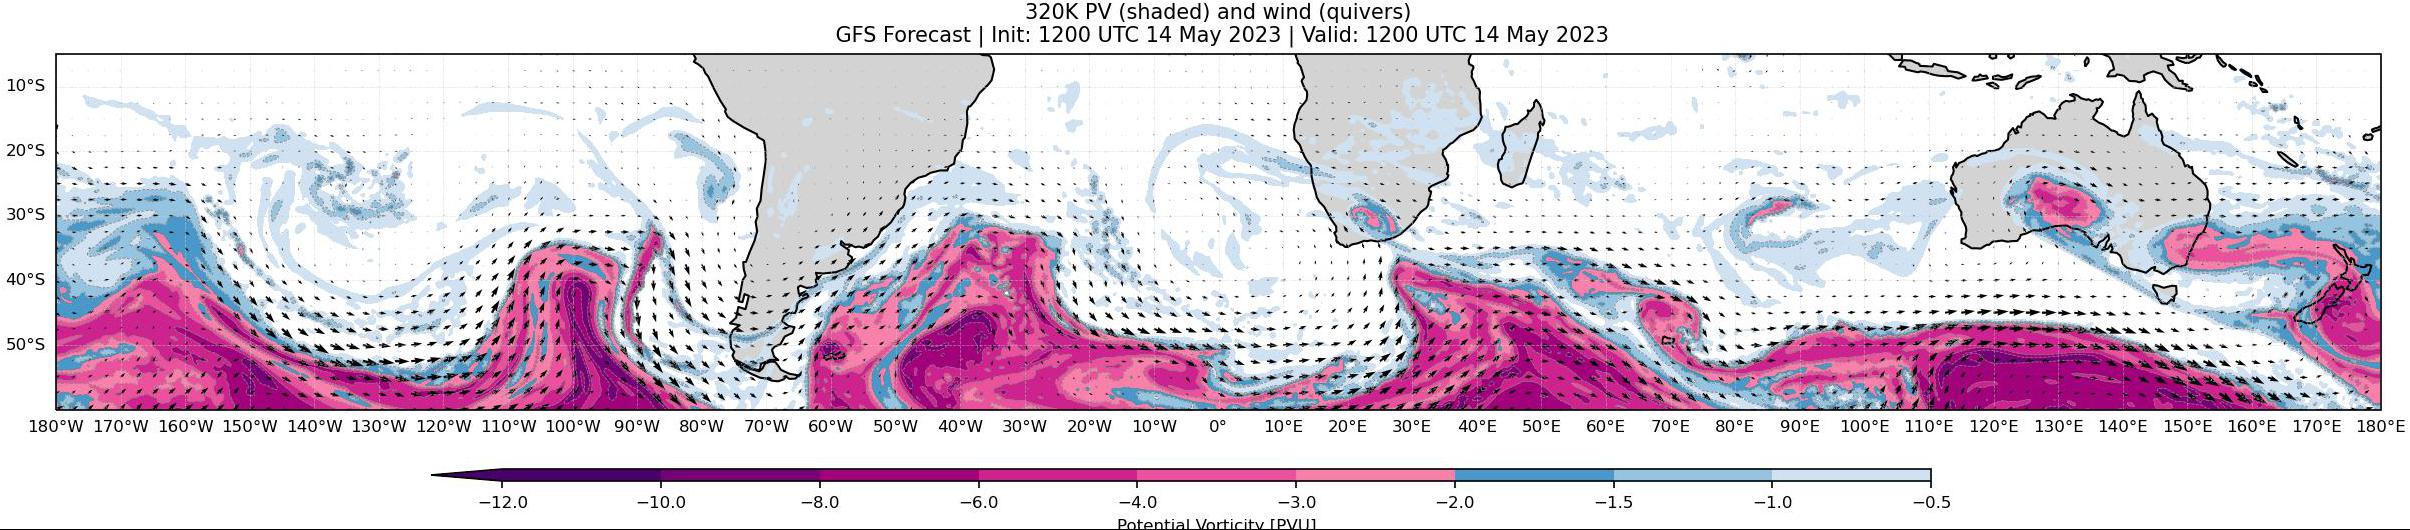 320K PV (shaded) and wind (quivers)
GFS Forecast | Init: 1200 UTC 14 May 2023 | Valid: 1200 UTC 14 May 2023
10°S
20°S
30°S
40°S
50°S
180°W 170°W 160°W 150°W 140°W 130°W 120°W 110°W 100°W 90°W 80°W 70°W 60°W 50°W 40°W 30°W 20°W 10°W 0° 10°E 20°E 30°E 40°E 50°E 60°E 70°E 80°E 90°E 100°E 110°E 120°E 130°E 140°E 150°E 160°E 170°E 180°E
−12.0 −10.0 −8.0 −6.0 −4.0 −3.0 −2.0 −1.5 −1.0 −0.5
Potential Vorticity [PVU]